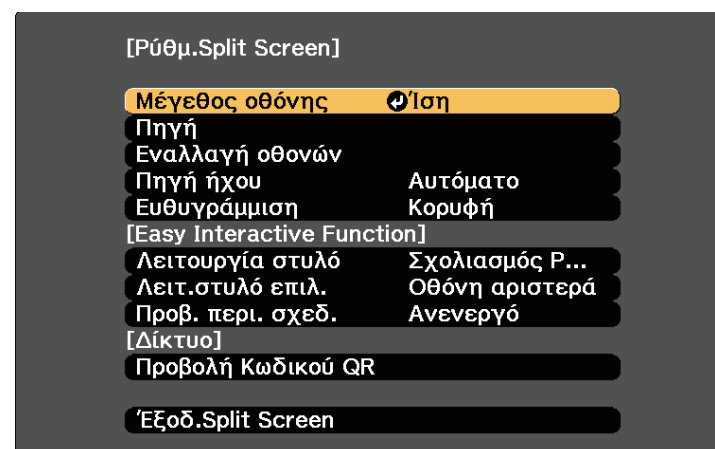 [Ρύθμ.Split Screen]
Μέγεθος οθόνης Ίση
Πηγή
Εναλλαγή οθονών
Πηγή ήχου Αυτόματο
Ευθυγράμμιση Κορυφή
[Easy Interactive Function]
Λειτουργία στυλό Σχολιασμός P...
Λειτ.στυλό επιλ. Οθόνη αριστερά
Προβ. περι. σχεδ. Ανενεργό
[Δίκτυο]
Προβολή Κωδικού QR
Έξοδ.Split Screen